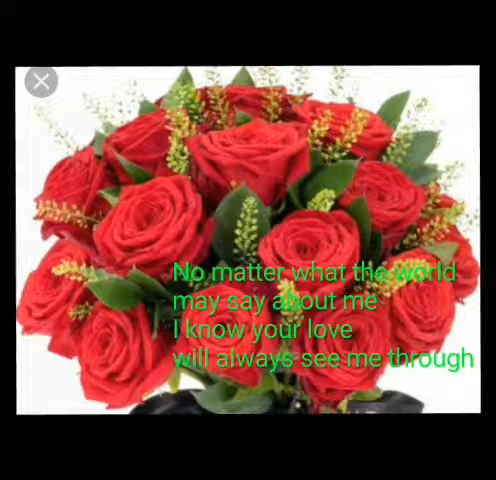 No matter what the world
may say about me
I know your love
will always see me through